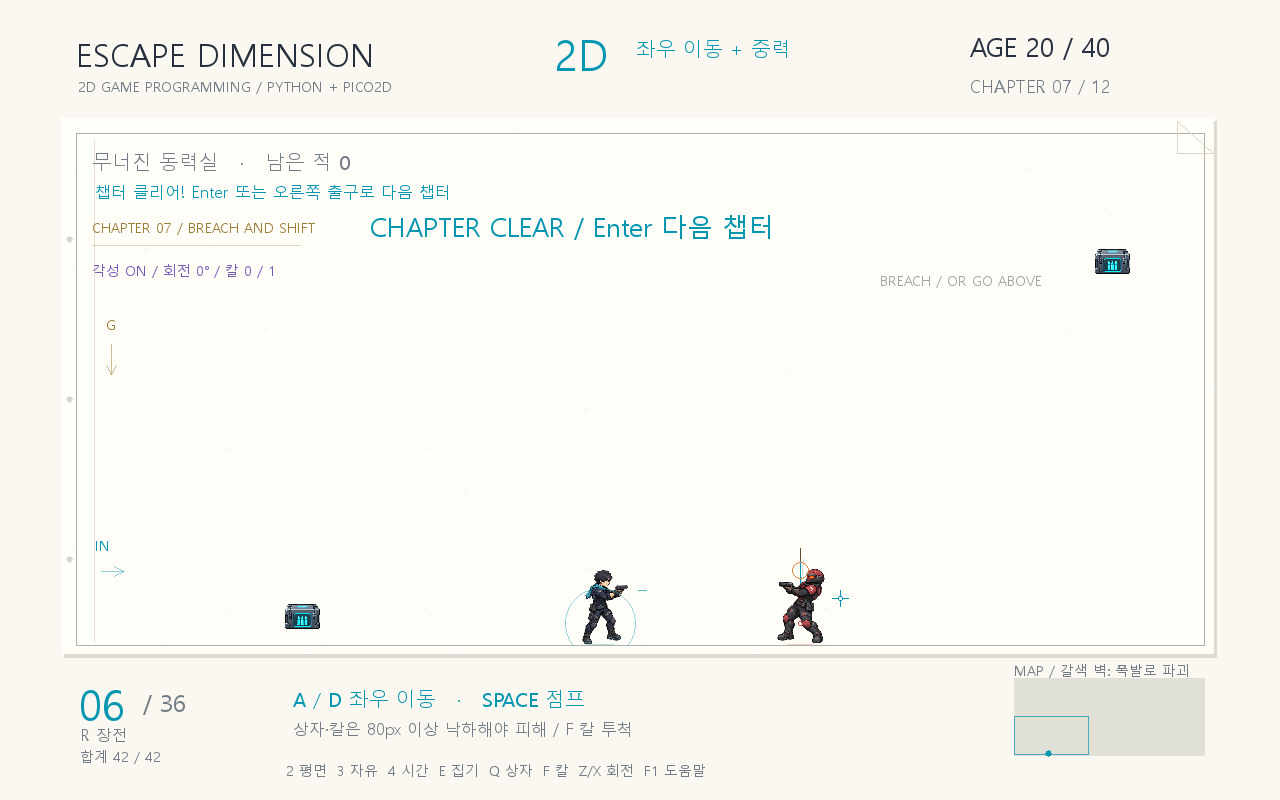 ESCAPE DIMENSION
2D GAME PROGRAMMING / PYTHON + PICO2D
2D 좌우 이동 + 중력
AGE 20 / 40
CHAPTER 07 / 12
무너진 동력실 · 남은 적 0
챕터 클리어! Enter 또는 오른쪽 출구로 다음 챕터
CHAPTER 07 / BREACH AND SHIFT
CHAPTER CLEAR / Enter 다음 챕터
각성 ON / 회전 0° / 칼 0 / 1
BREACH / OR GO ABOVE
G
IN
MAP / 갈색 벽: 폭발로 파괴
06 / 36
R 장전
합계 42 / 42
A / D 좌우 이동 · SPACE 점프
상자·칼은 80px 이상 낙하해야 피해 / F 칼 투척
2 평면 3 자유 4 시간 E 집기 Q 상자 F 칼 Z/X 회전 F1 도움말